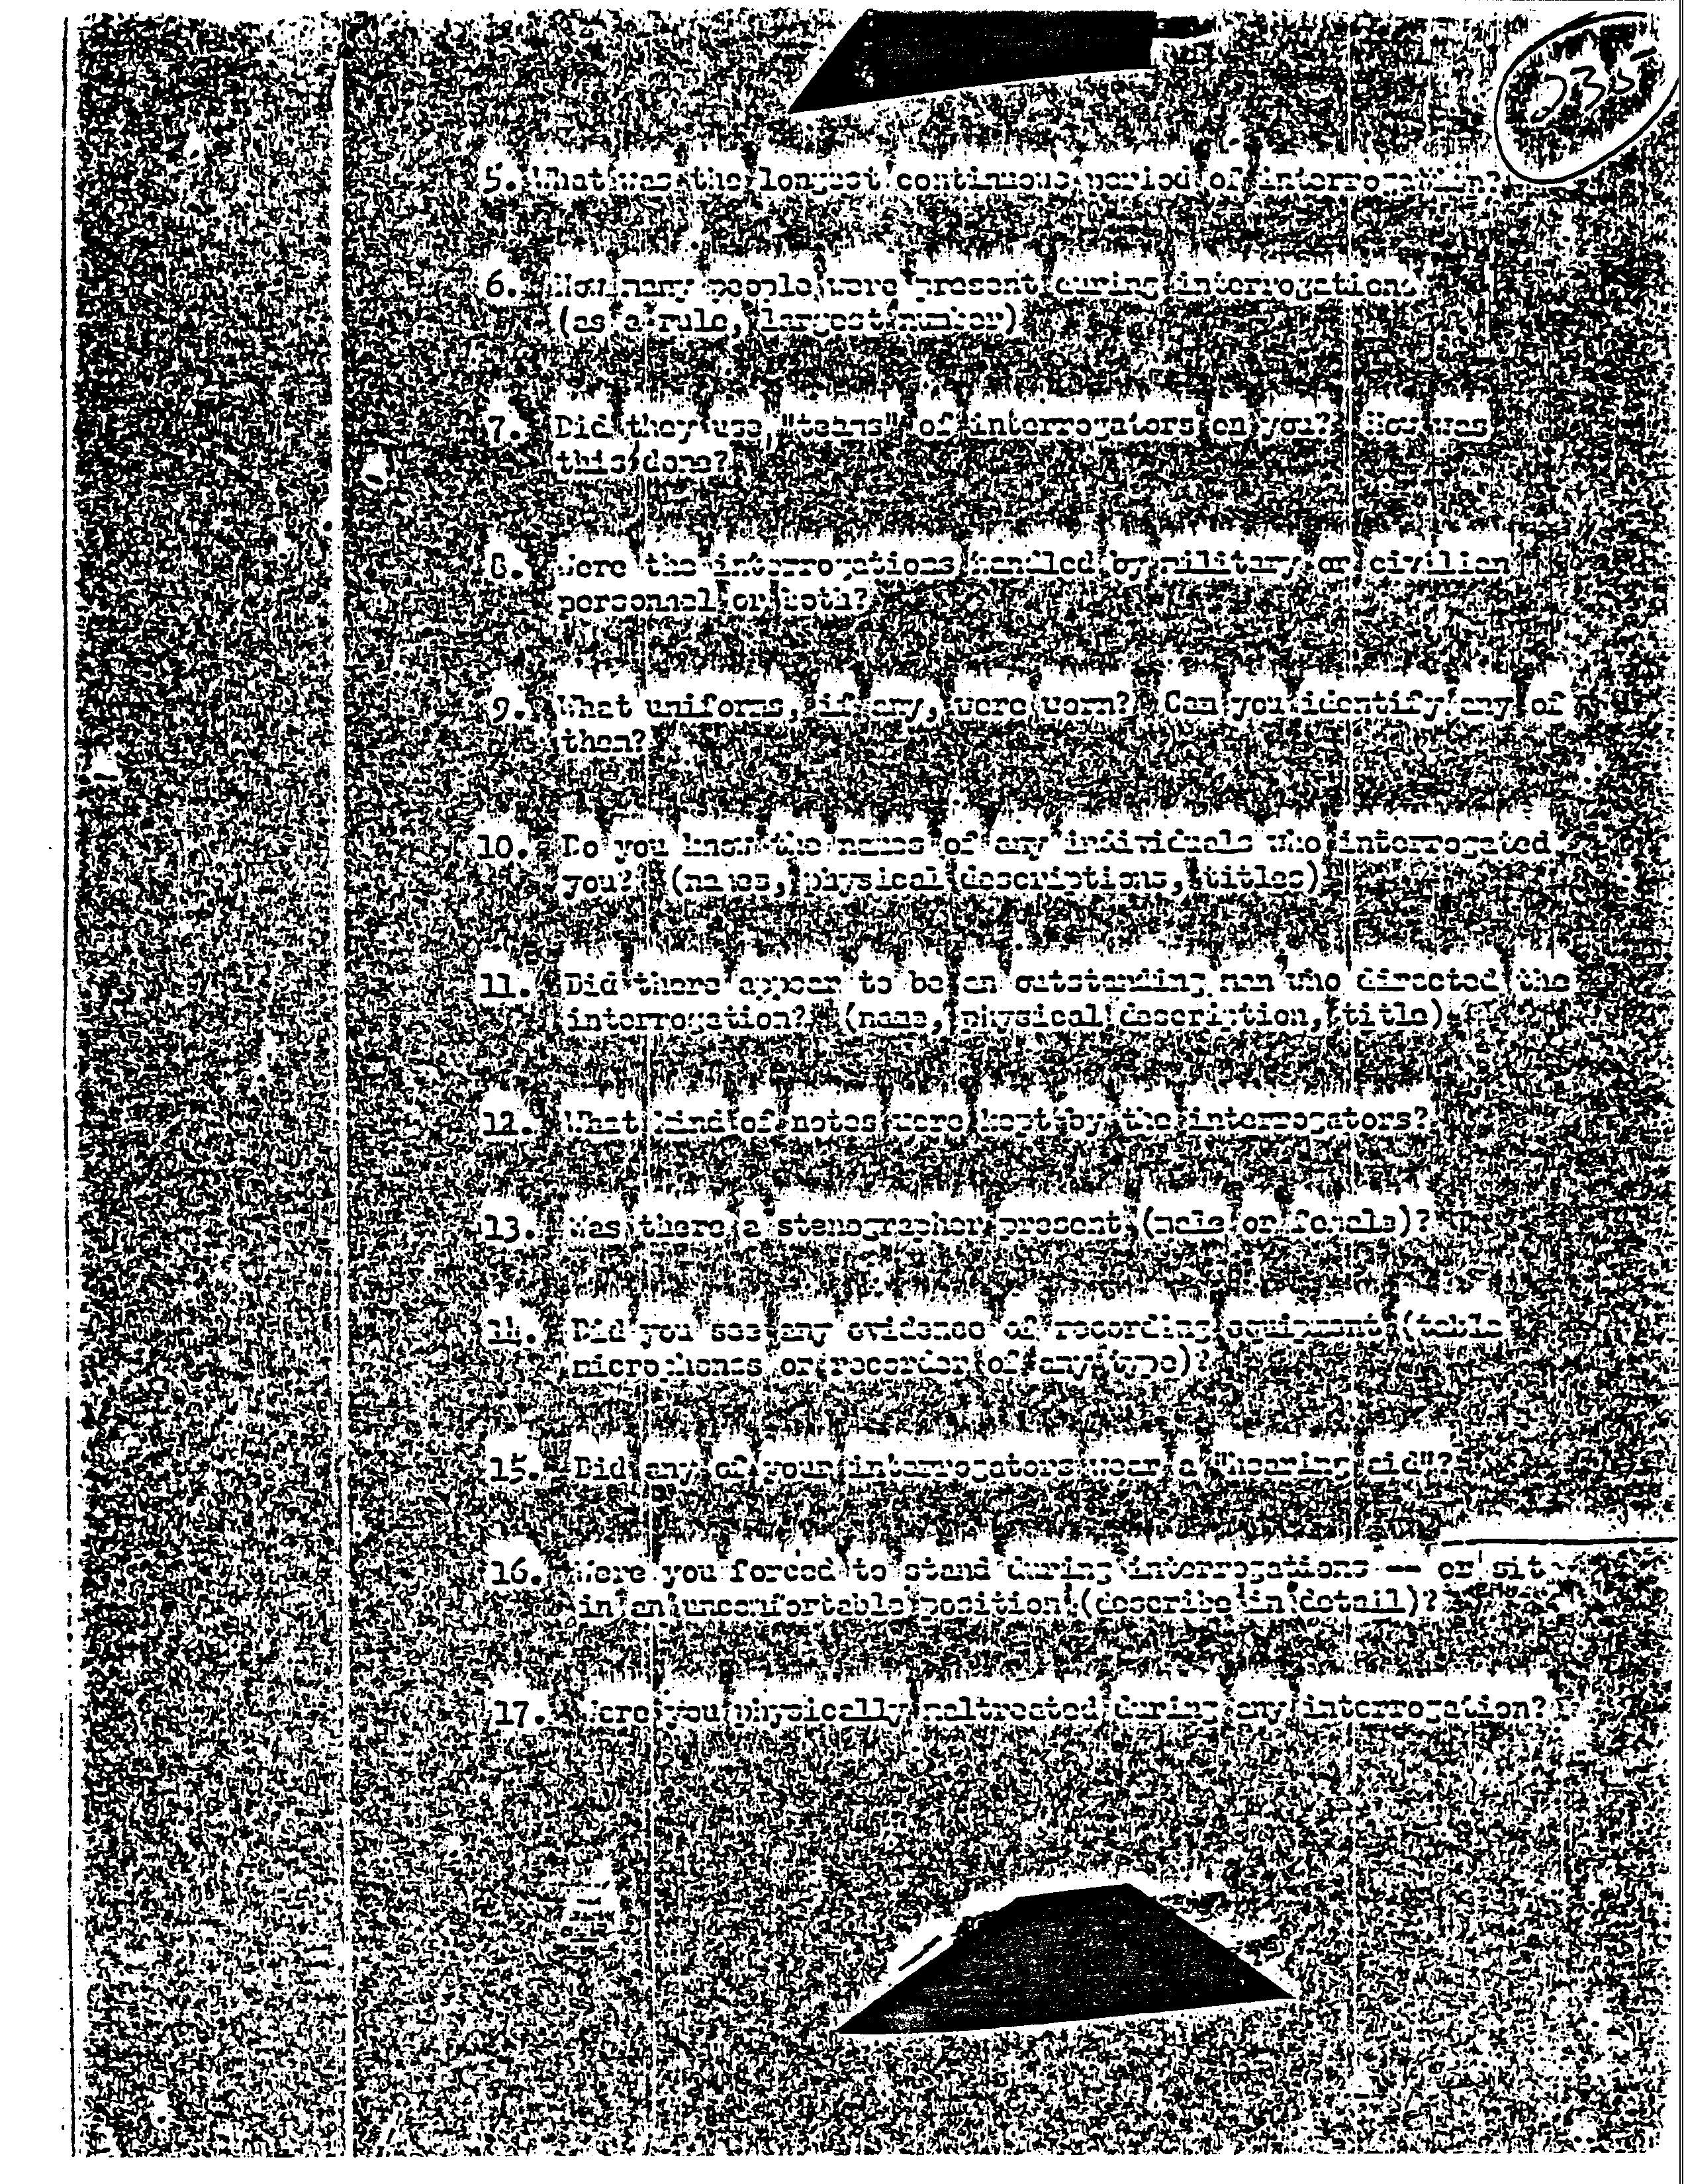 235
5. What was the longest continuous period of interrogation?
6. How many people were present during interrogations
(as a rule, largest number)
7. Did they use "teams" of interrogators on you? How was
this done?
8. Were the interrogations handled by military or civilian
personnel or both?
9. What uniforms, if any, were worn? Can you identify any of
them?
10. Do you know the names of any individuals who interrogated
you? (names, physical descriptions, titles)
11. Did there appear to be an outstanding man who directed the
interrogation? (name, physical description, title)
12. What kind of notes were kept by the interrogators?
13. Was there a stenographer present (male or female)?
14. Did you see any evidence of recording equipment (table
microphones or recorder of any type)?
15. Did any of your interrogators wear a "hearing aid"?
16. Were you forced to stand during interrogations -- or sit
in an uncomfortable position (describe in detail)?
17. Were you physically maltreated during any interrogation?